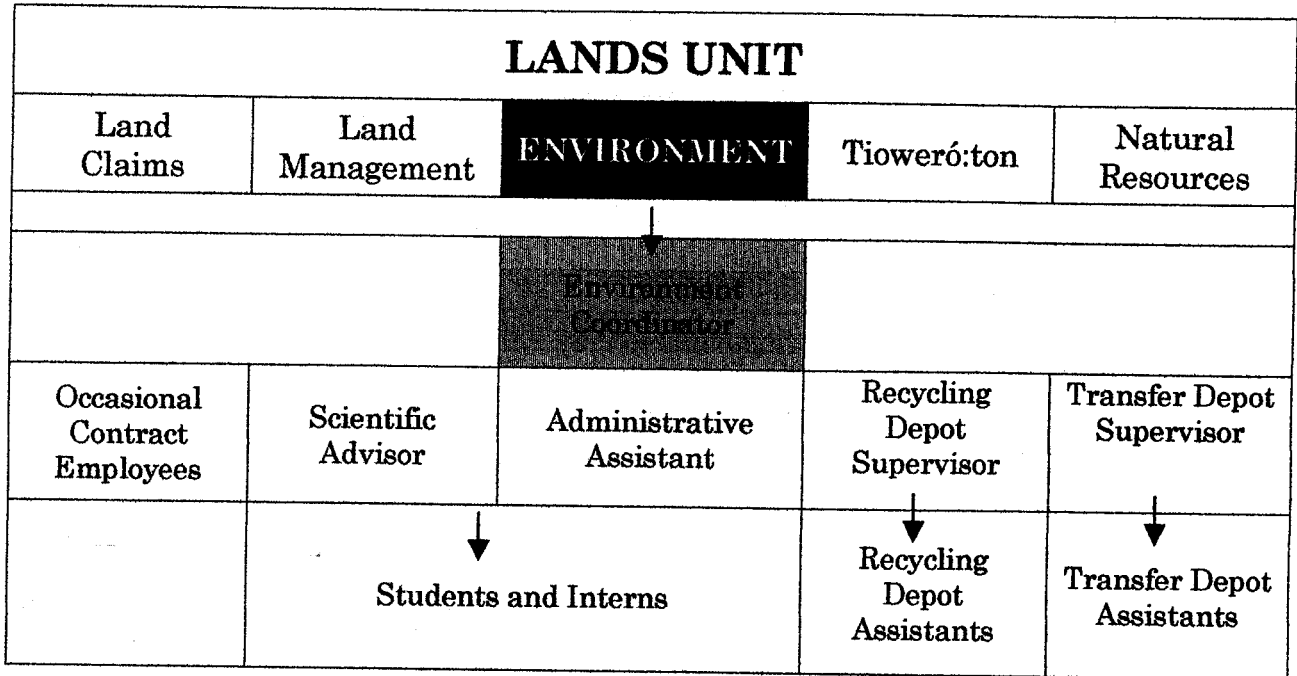 LANDS UNIT
Land
Claims
Land
Management
ENVIRONMENT
Tioweró:ton
Natural
Resources
Environment
Coordinator
Occasional
Contract
Employees
Scientific
Advisor
Administrative
Assistant
Recycling
Depot
Supervisor
Transfer Depot
Supervisor
Students and Interns
Recycling
Depot
Assistants
Transfer Depot
Assistants